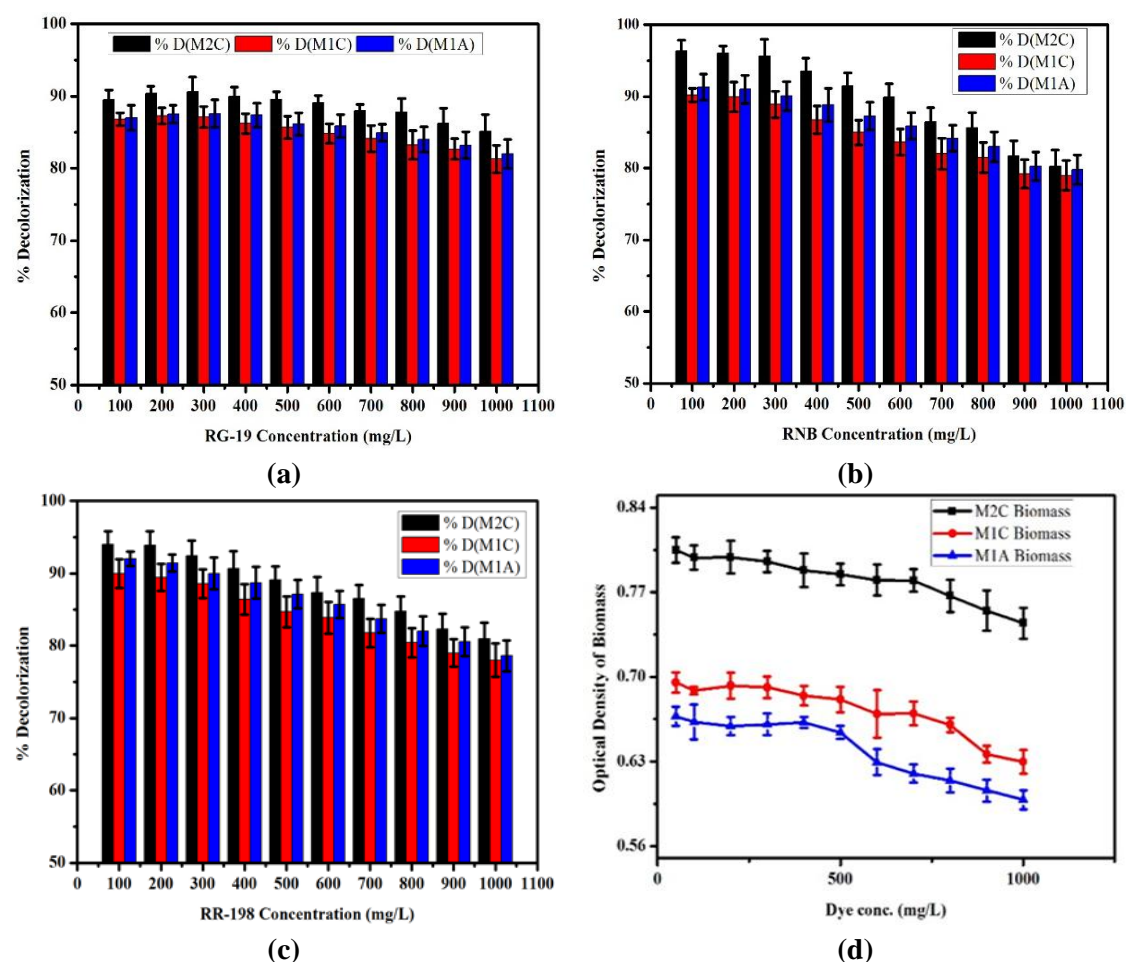 % D(M2C) % D(M1C) % D(M1A)
100
90
80
70
60
50
% Decolorization
0 100 200 300 400 500 600 700 800 900 1000 1100
RG-19 Concentration (mg/L)
(a)
% D(M2C)
% D(M1C)
% D(M1A)
100
90
80
70
60
50
% Decolorization
0 100 200 300 400 500 600 700 800 900 1000 1100
RNB Concentration (mg/L)
(b)
% D(M2C)
% D(M1C)
% D(M1A)
100
90
80
70
60
50
% Decolorization
0 100 200 300 400 500 600 700 800 900 1000 1100
RR-198 Concentration (mg/L)
(c)
M2C Biomass
M1C Biomass
M1A Biomass
0.84
0.77
0.70
0.63
0.56
Optical Density of Biomass
0 500 1000
Dye conc. (mg/L)
(d)